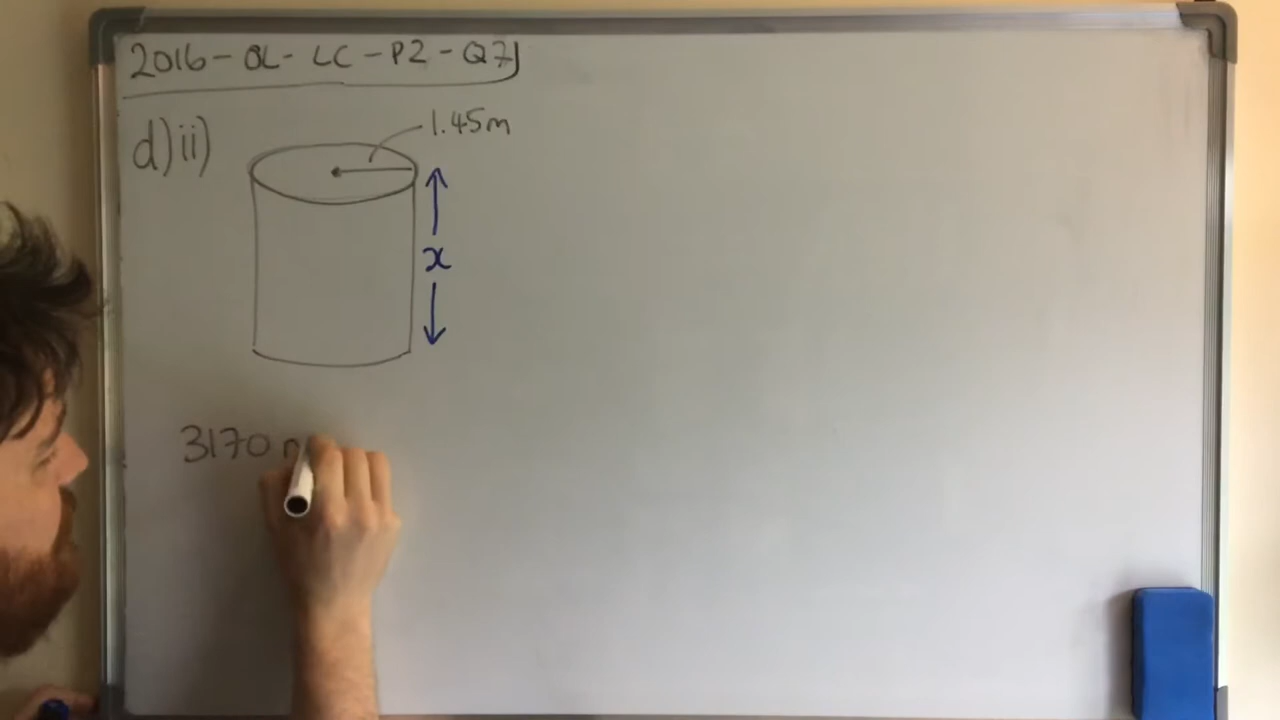 2016 - OL - LC - P2 - Q7
d)ii)
1.45m
x
3170 m